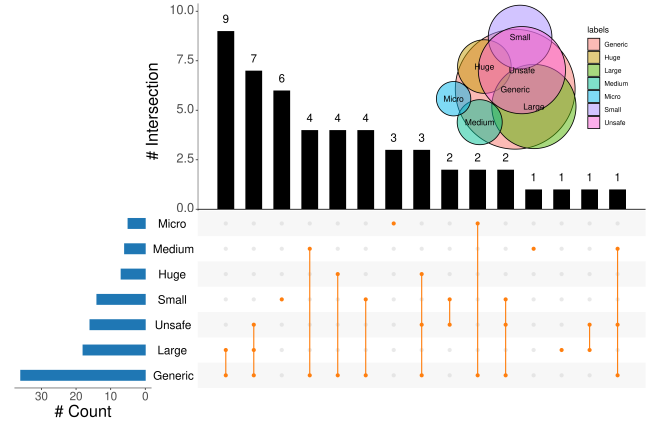 # Intersection
10.0
7.5
5.0
2.5
0.0
9
7
6
4
4
4
3
3
2
2
2
1
1
1
1
Small
Huge
Unsafe
Generic
Micro
Large
Medium
labels
Generic
Huge
Large
Medium
Micro
Small
Unsafe
Micro
Medium
Huge
Small
Unsafe
Large
Generic
30 20 10 0
# Count